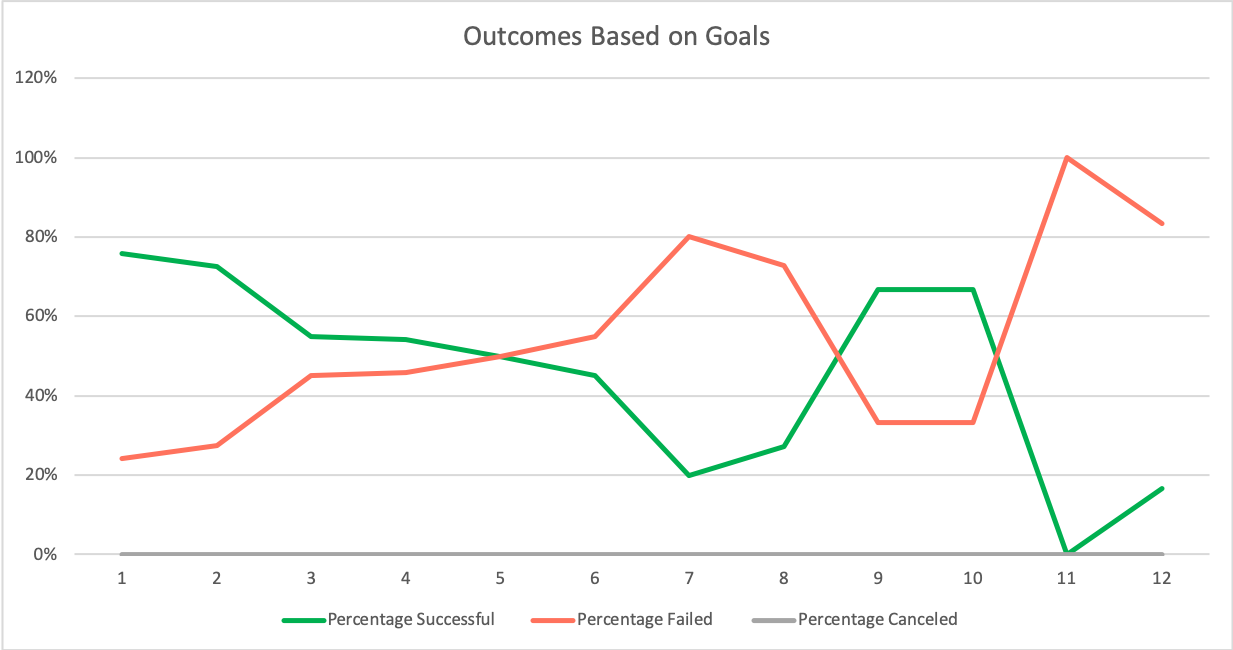 Outcomes Based on Goals
120%
100%
80%
60%
40%
20%
0%
1 2 3 4 5 6 7 8 9 10 11 12
Percentage Successful Percentage Failed Percentage Canceled